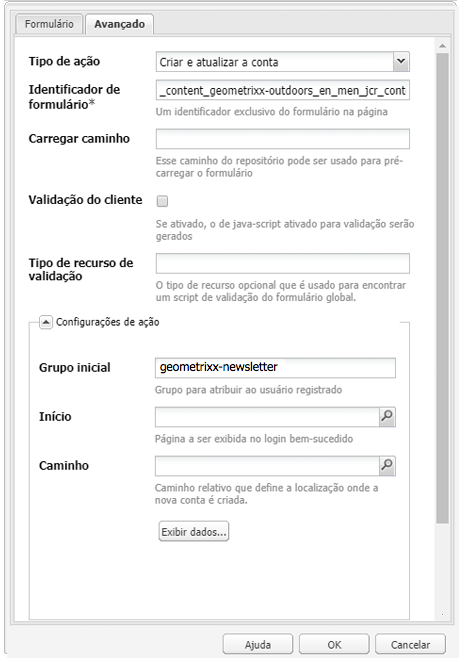 Formulário Avançado
Tipo de ação Criar e atualizar a conta
Identificador de
formulário* _content_geometrixx-outdoors_en_men_jcr_cont
Um identificador exclusivo do formulário na página
Carregar caminho
Esse caminho do repositório pode ser usado para pré-
carregar o formulário
Validação do cliente
Se ativado, o de java-script ativado para validação serão
gerados
Tipo de recurso de
validação
O tipo de recurso opcional que é usado para encontrar
um script de validação do formulário global.
Configurações de ação
Grupo inicial geometrixx-newsletter
Grupo para atribuir ao usuário registrado
Início
Página a ser exibida no login bem-sucedido
Caminho
Caminho relativo que define a localização onde a
nova conta é criada.
Exibir dados...
Ajuda OK Cancelar